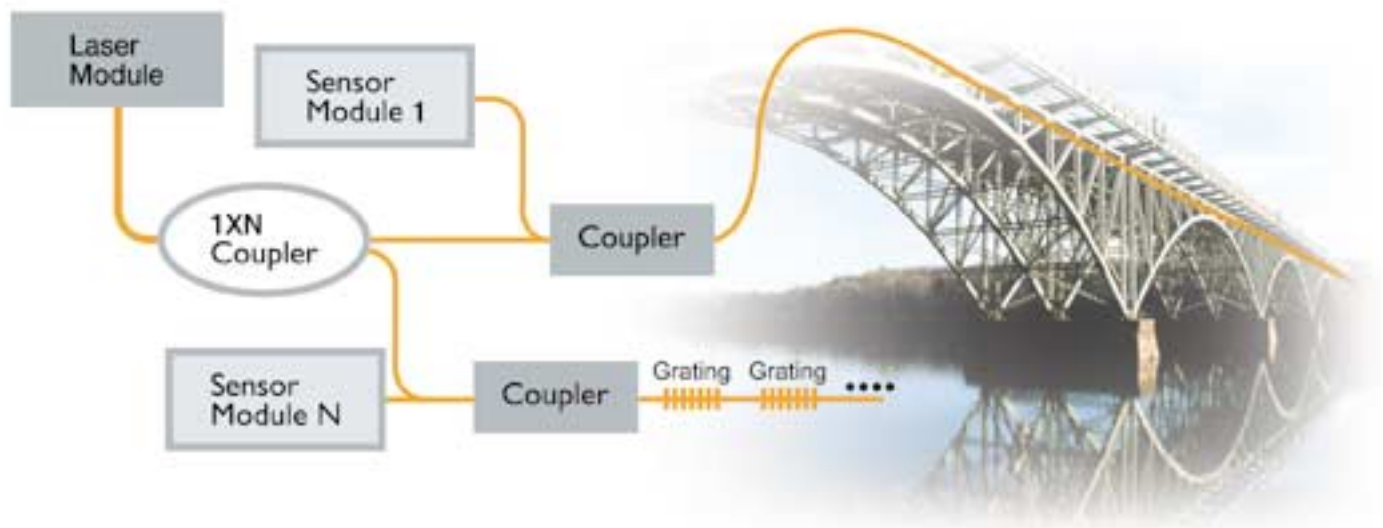 Laser
Module
Sensor
Module 1
1XN
Coupler
Coupler
Sensor
Module N
Coupler
Grating
Grating